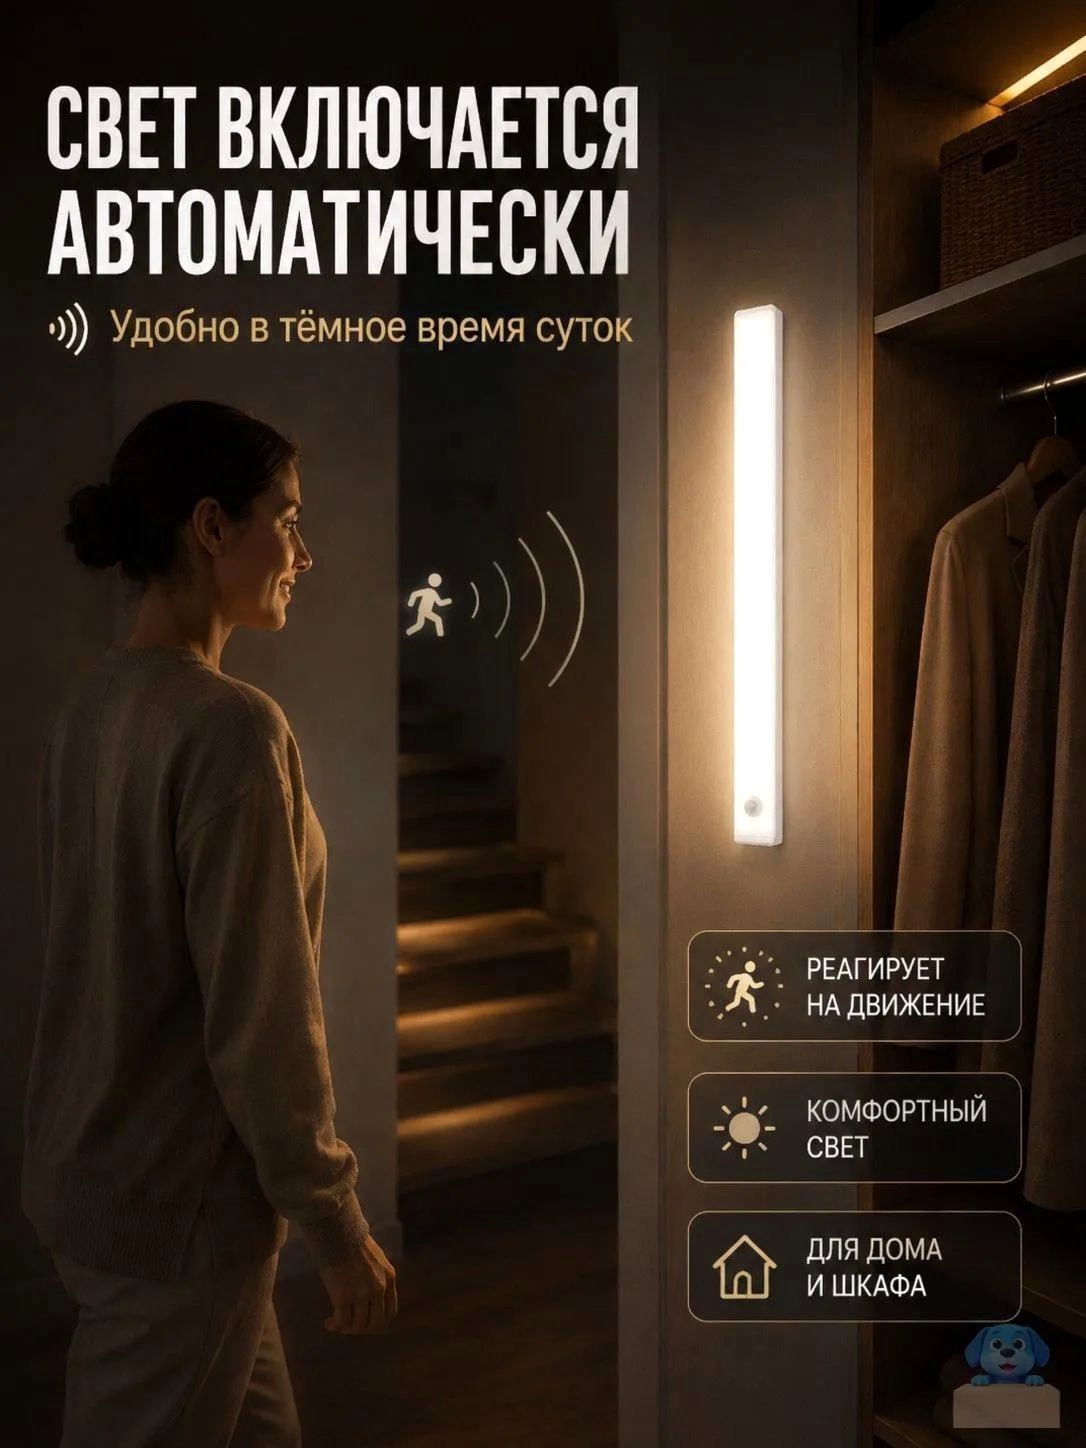 СВЕТ ВКЛЮЧАЕТСЯ
АВТОМАТИЧЕСКИ
Удобно в тёмное время суток
РЕАГИРУЕТ
НА ДВИЖЕНИЕ
КОМФОРТНЫЙ
СВЕТ
ДЛЯ ДОМА
И ШКАФА